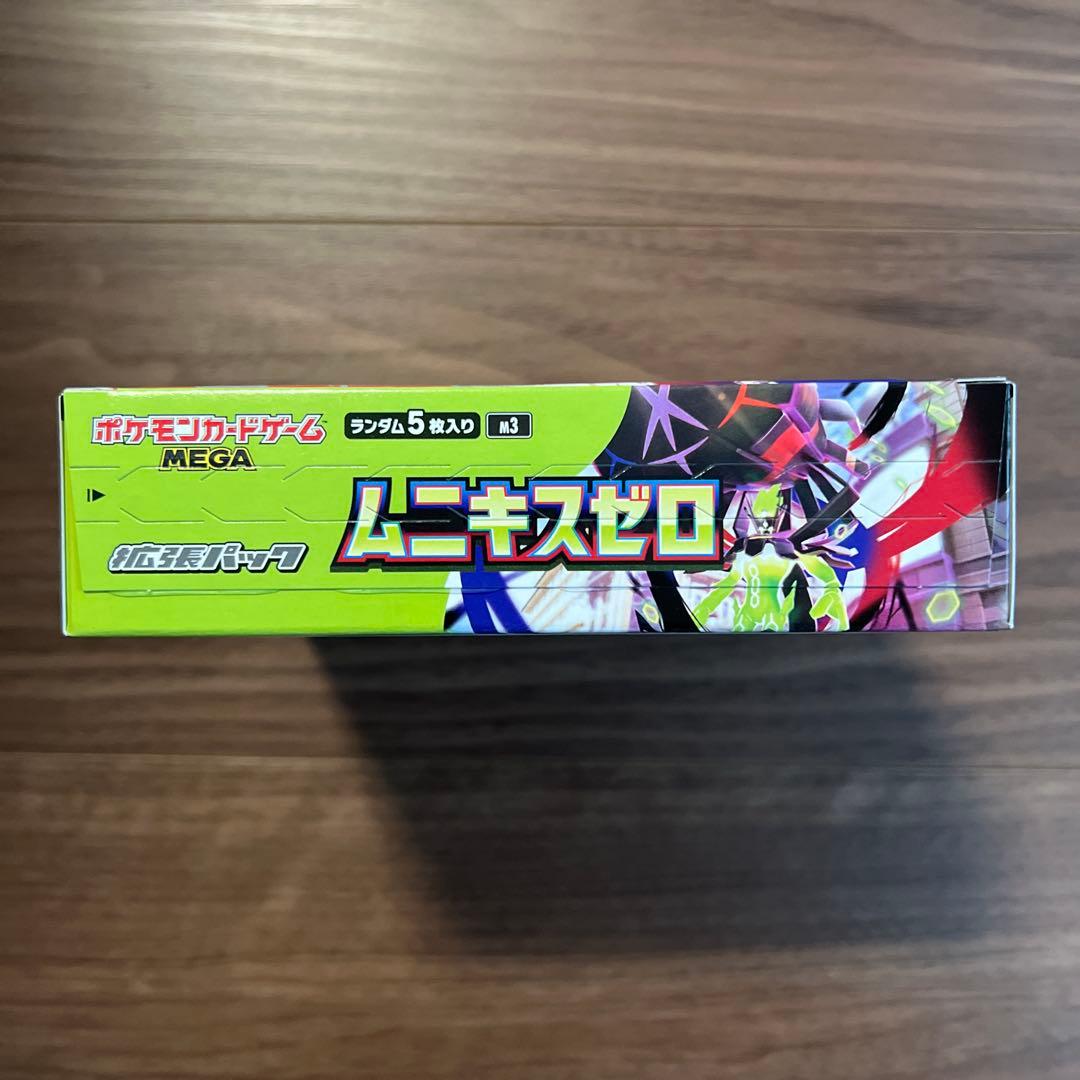 ポケモンカードゲーム
MEGA
ランダム5枚入り
M3
拡張パック
ムニキスゼロ